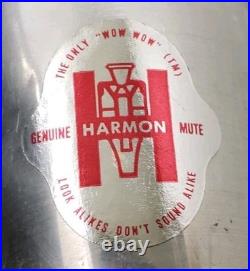 THE ONLY "WOW WOW" (TM)
GENUINE HARMON MUTE
LOOK ALIKES DON'T SOUND ALIKE